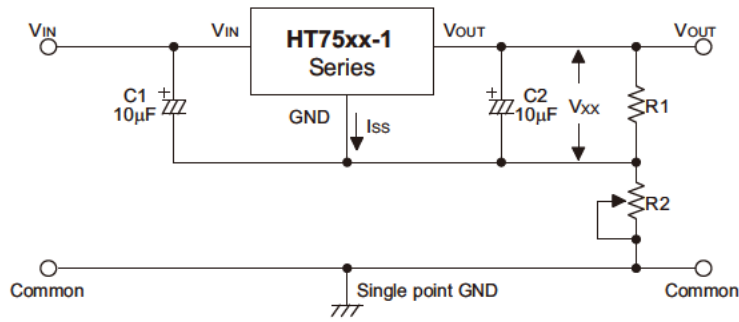 VIN
VIN
HT75xx-1
Series
VOUT
VOUT
C1
10μF
GND
ISS
C2
10μF
VXX
R1
R2
Common
Single point GND
Common